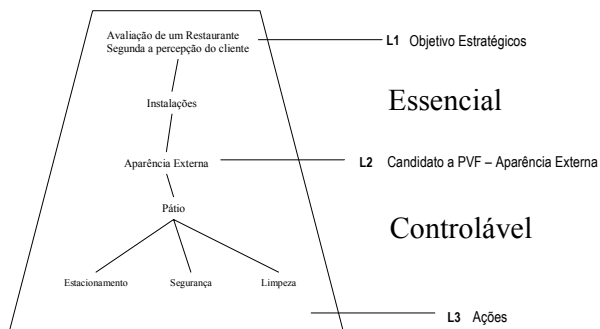 Avaliação de um Restaurante
Segunda a percepção do cliente
L1 Objetivo Estratégicos
Essencial
Instalações
Aparência Externa
L2 Candidato a PVF – Aparência Externa
Pátio
Controlável
Estacionamento Segurança Limpeza
L3 Ações